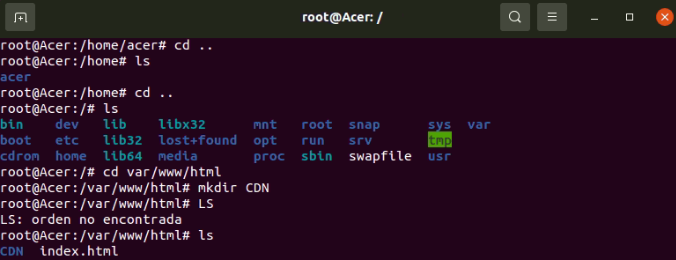 root@Acer: /
root@Acer:/home/acer# cd ..
root@Acer:/home# ls
acer
root@Acer:/home# cd ..
root@Acer:/# ls
bin dev lib libx32 mnt root snap sys var
boot etc lib32 lost+found opt run srv tmp
cdrom home lib64 media proc sbin swapfile usr
root@Acer:/# cd var/www/html
root@Acer:/var/www/html# mkdir CDN
root@Acer:/var/www/html# LS
LS: orden no encontrada
root@Acer:/var/www/html# ls
CDN index.html